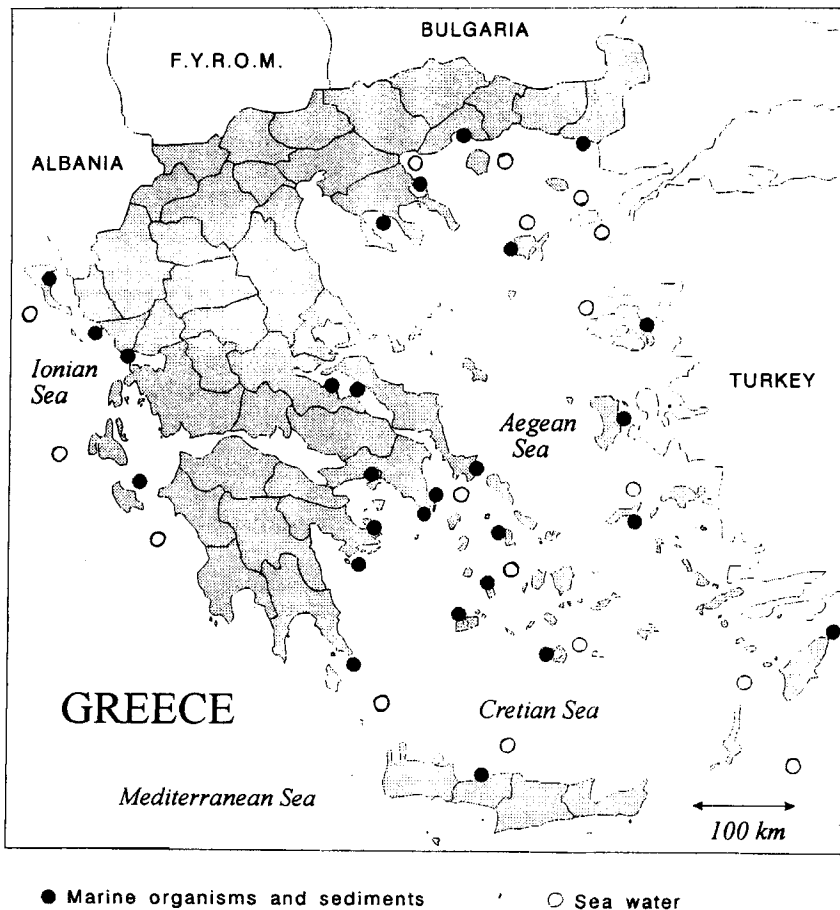 BULGARIA
F.Y.R.O.M.
ALBANIA
Ionian
Sea
TURKEY
Aegean
Sea
GREECE
Cretian Sea
Mediterranean Sea
100 km
Marine organisms and sediments
Sea water